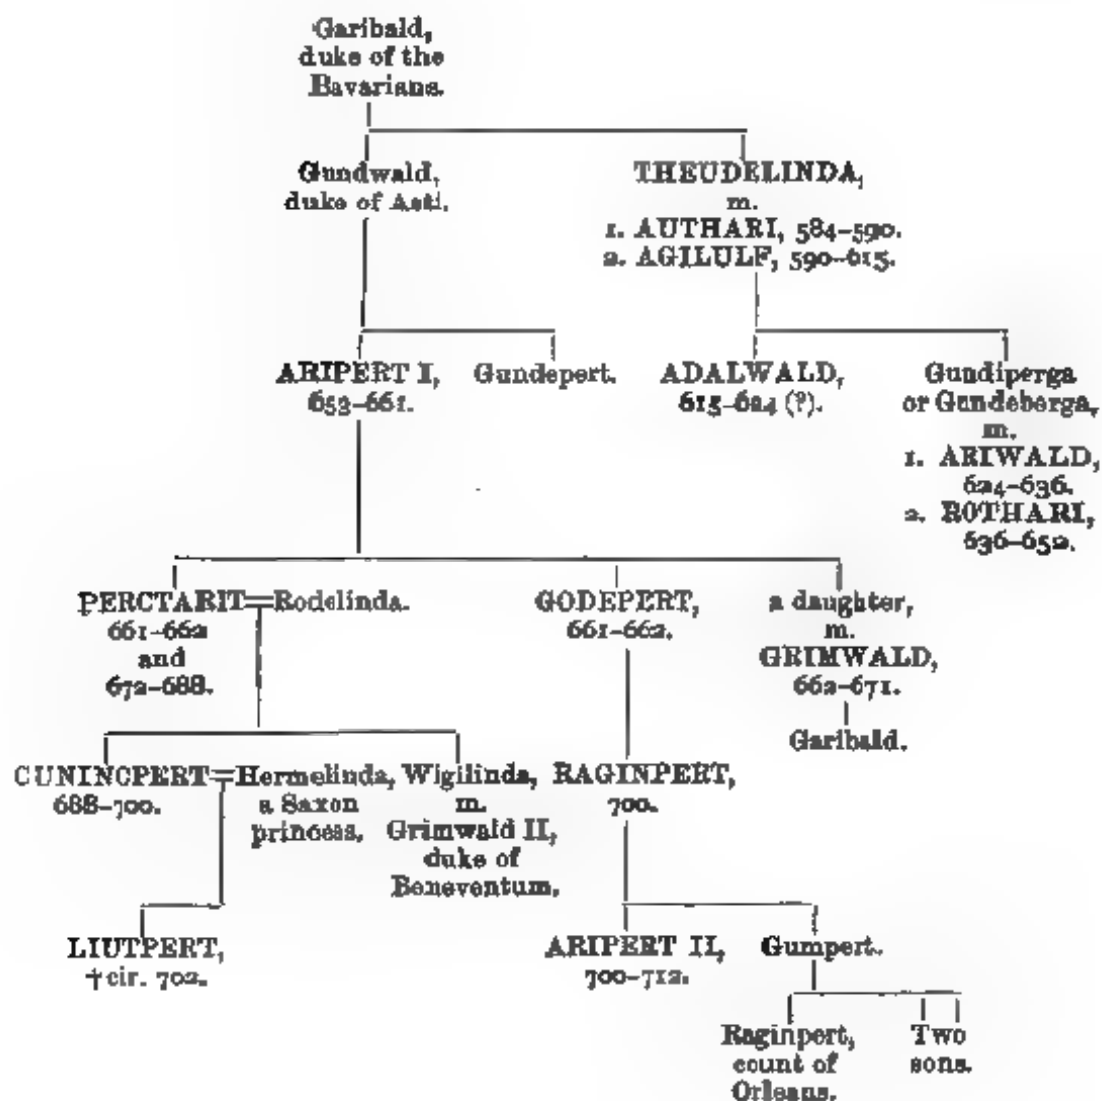 Garibald,
duke of the
Bavarians.
Gundwald,
duke of Asti.
THEUDELINDA,
m.
1. AUTHARI, 584–590.
2. AGILULF, 590–615.
ARIPERT I,
653–661.
Gundepert.
ADALWALD,
615–624 (?).
Gundiperga
or Gundeberga,
m.
1. ARIWALD,
624–636.
2. ROTHARI,
636–652.
PERCTARIT=Rodelinda.
661–662
and
672–688.
GODEPERT,
661–662.
a daughter,
m.
GRIMWALD,
662–671.
Garibald.
CUNINCPERT=Hermelinda,
688–700.
a Saxon
princess,
Wigilinda,
m.
Grimwald II,
duke of
Beneventum.
RAGINPERT,
700.
LIUTPERT,
†cir. 702.
ARIPERT II,
700–712.
Gumpert.
Raginpert,
count of
Orleans.
Two
sons.